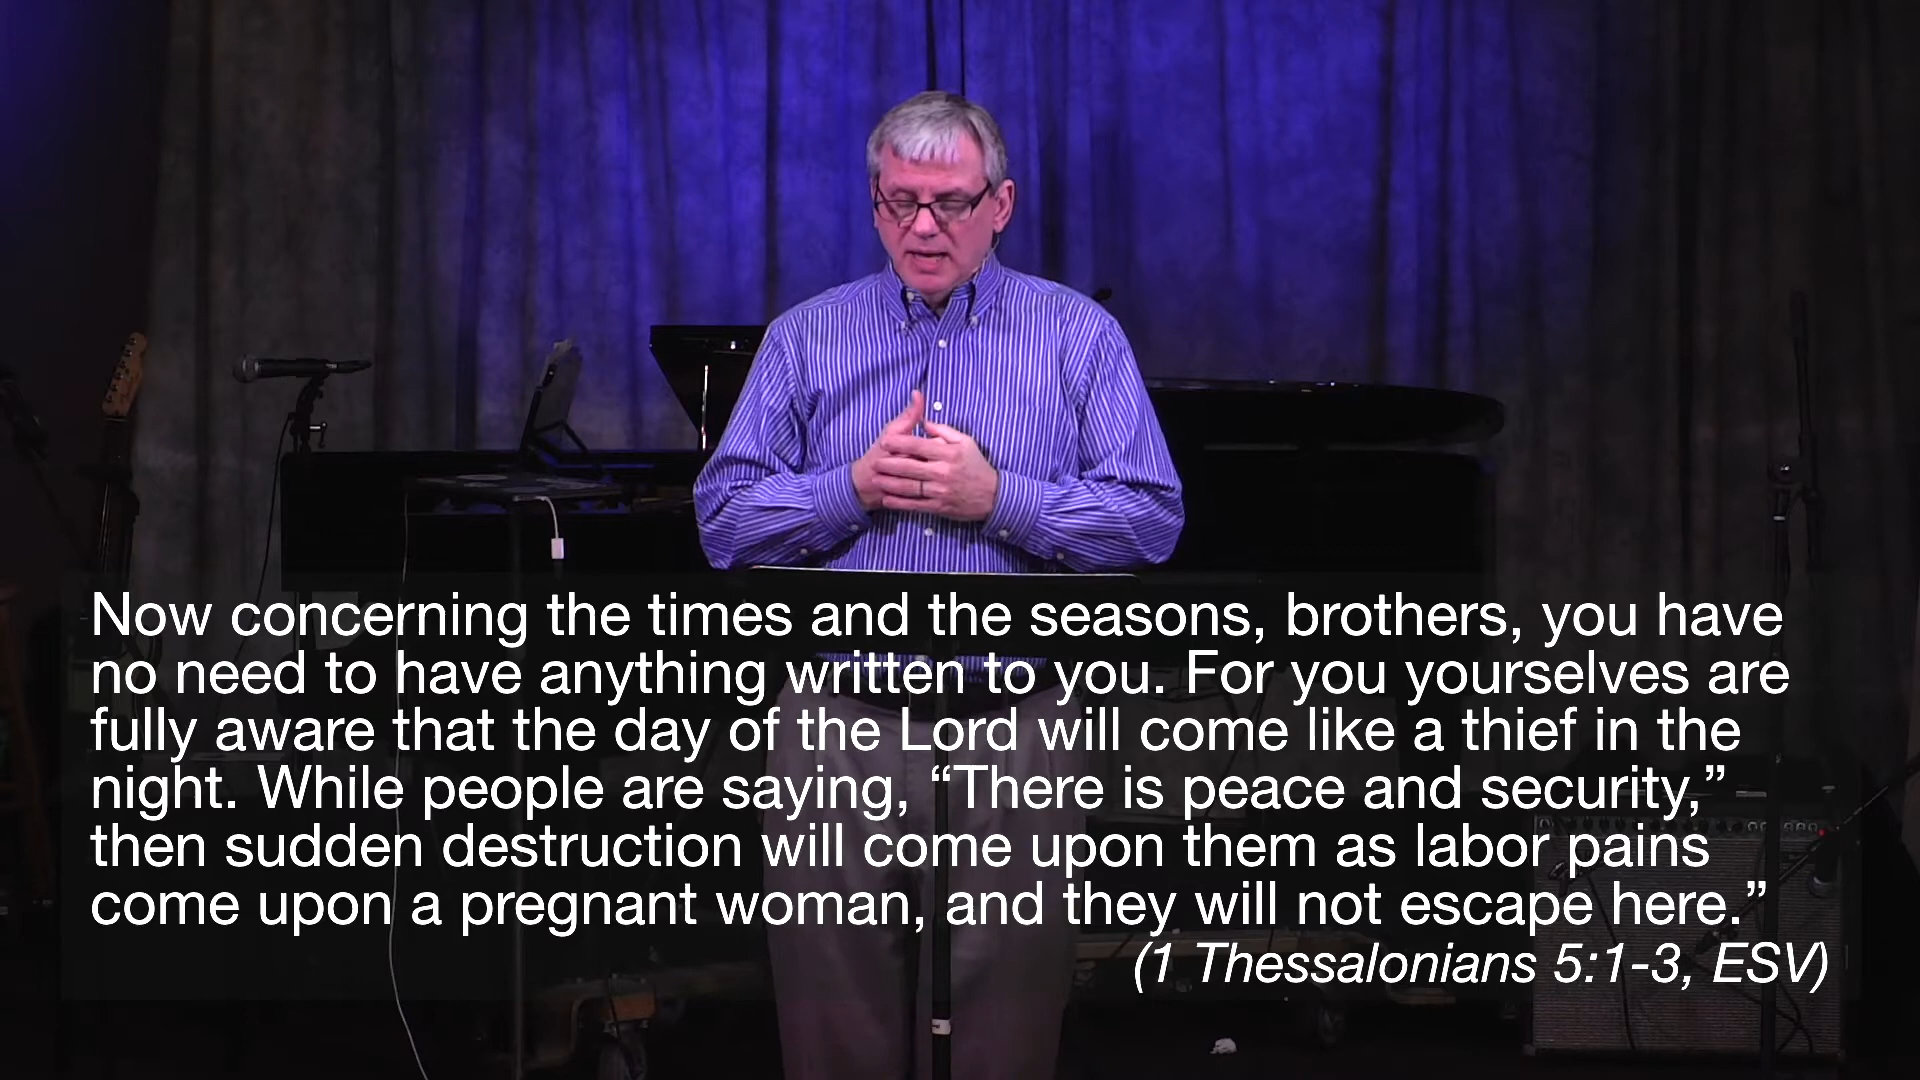 Now concerning the times and the seasons, brothers, you have
no need to have anything written to you. For you yourselves are
fully aware that the day of the Lord will come like a thief in the
night. While people are saying, “There is peace and security,”
then sudden destruction will come upon them as labor pains
come upon a pregnant woman, and they will not escape here.”
(1 Thessalonians 5:1-3, ESV)